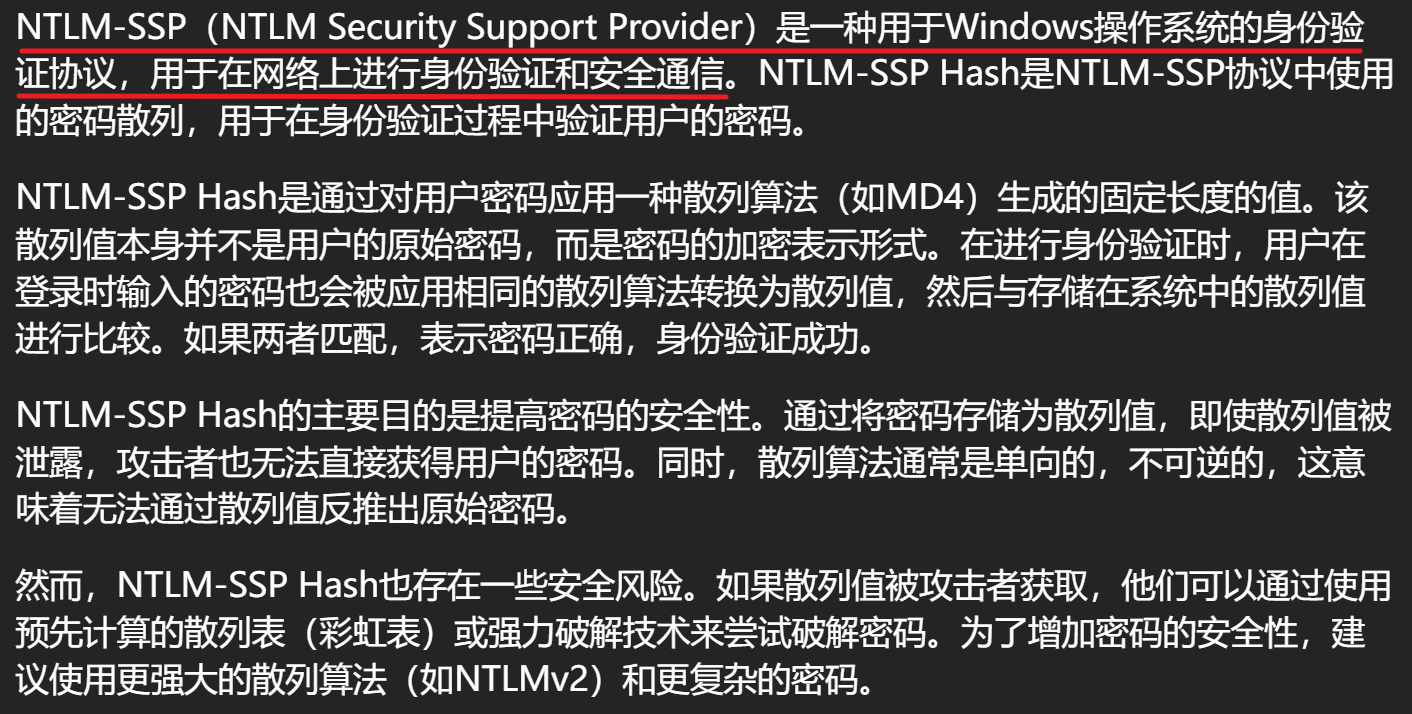 NTLM-SSP（NTLM Security Support Provider）是一种用于Windows操作系统的身份验
证协议，用于在网络上进行身份验证和安全通信。NTLM-SSP Hash是NTLM-SSP协议中使用
的密码散列，用于在身份验证过程中验证用户的密码。
NTLM-SSP Hash是通过对用户密码应用一种散列算法（如MD4）生成的固定长度的值。该
散列值本身并不是用户的原始密码，而是密码的加密表示形式。在进行身份验证时，用户在
登录时输入的密码也会被应用相同的散列算法转换为散列值，然后与存储在系统中的散列值
进行比较。如果两者匹配，表示密码正确，身份验证成功。
NTLM-SSP Hash的主要目的是提高密码的安全性。通过将密码存储为散列值，即使散列值被
泄露，攻击者也无法直接获得用户的密码。同时，散列算法通常是单向的，不可逆的，这意
味着无法通过散列值反推出原始密码。
然而，NTLM-SSP Hash也存在一些安全风险。如果散列值被攻击者获取，他们可以通过使用
预先计算的散列表（彩虹表）或强力破解技术来尝试破解密码。为了增加密码的安全性，建
议使用更强大的散列算法（如NTLMv2）和更复杂的密码。